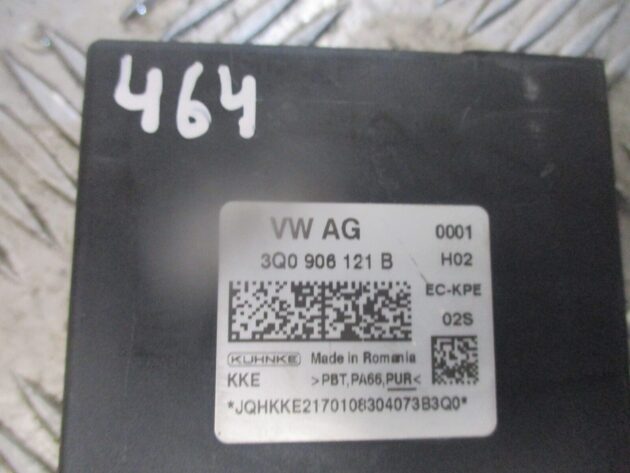 464
VW AG
0001
3Q0 906 121 B
H02
EC-KPE
02S
KUHNKE Made in Romania
KKE >PBT,PA66,PUR<
*JQHKKE2170106304073B3Q0*